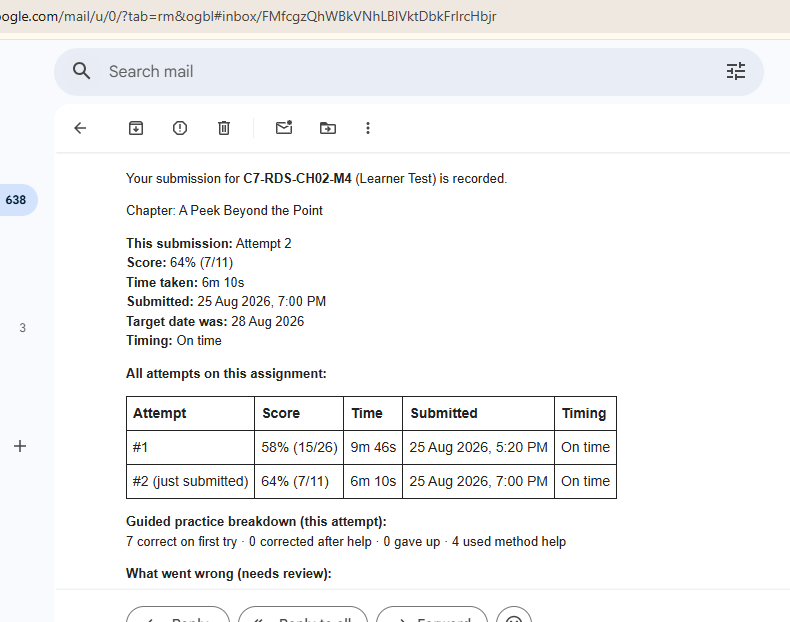 ogle.com/mail/u/0/?tab=rm&ogbl#inbox/FMfcgzQhWBkVNhLBlVktDbkFrlrcHbjr
Search mail
638
3
Your submission for C7-RDS-CH02-M4 (Learner Test) is recorded.
Chapter: A Peek Beyond the Point
This submission: Attempt 2
Score: 64% (7/11)
Time taken: 6m 10s
Submitted: 25 Aug 2026, 7:00 PM
Target date was: 28 Aug 2026
Timing: On time
All attempts on this assignment:
Attempt Score Time Submitted Timing
#1 58% (15/26) 9m 46s 25 Aug 2026, 5:20 PM On time
#2 (just submitted) 64% (7/11) 6m 10s 25 Aug 2026, 7:00 PM On time
Guided practice breakdown (this attempt):
7 correct on first try · 0 corrected after help · 0 gave up · 4 used method help
What went wrong (needs review):
Reply Reply to all Forward